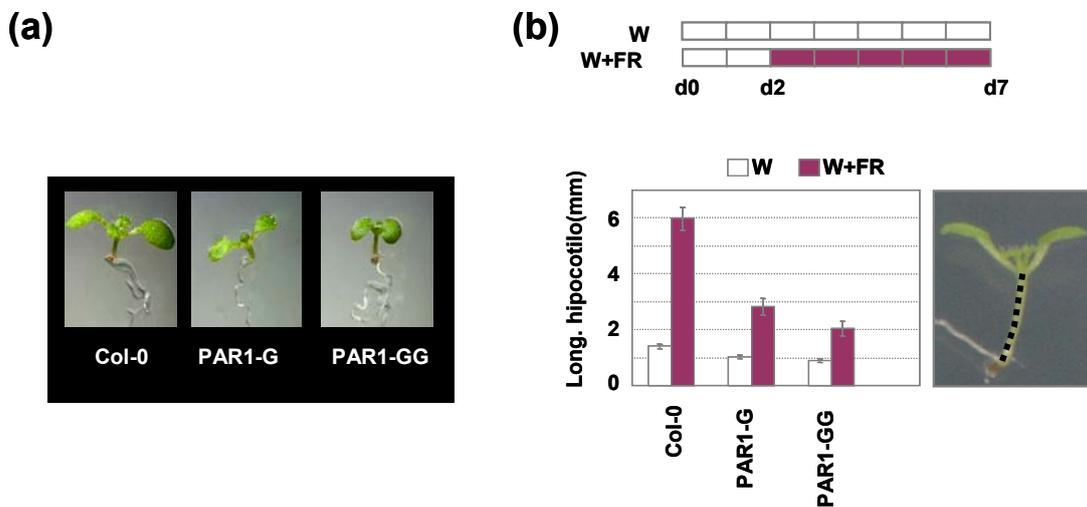 (a)
Col-0 PAR1-G PAR1-GG
(b)
W
W+FR
d0 d2 d7
W W+FR
Long. hipocotilo(mm)
6
4
2
0
Col-0
PAR1-G
PAR1-GG